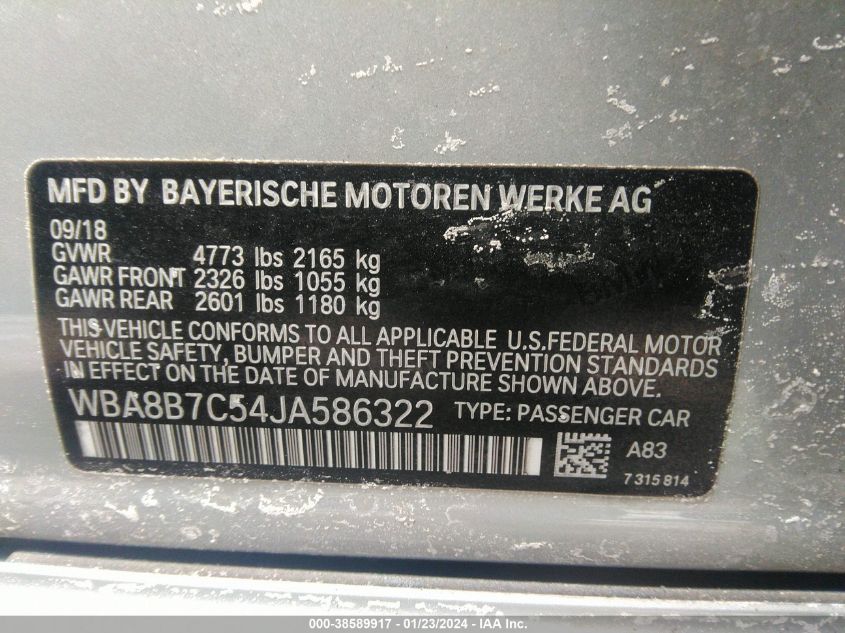 MFD BY BAYERISCHE MOTOREN WERKE AG
09/18
GVWR 4773 lbs 2165 kg
GAWR FRONT 2326 lbs 1055 kg
GAWR REAR 2601 lbs 1180 kg
THIS VEHICLE CONFORMS TO ALL APPLICABLE U.S.FEDERAL MOTOR
VEHICLE SAFETY, BUMPER AND THEFT PREVENTION STANDARDS
IN EFFECT ON THE DATE OF MANUFACTURE SHOWN ABOVE.
WBA8B7C54JA586322 TYPE: PASSENGER CAR
A83
7 315 814
000-38589917 - 01/23/2024 - IAA Inc.